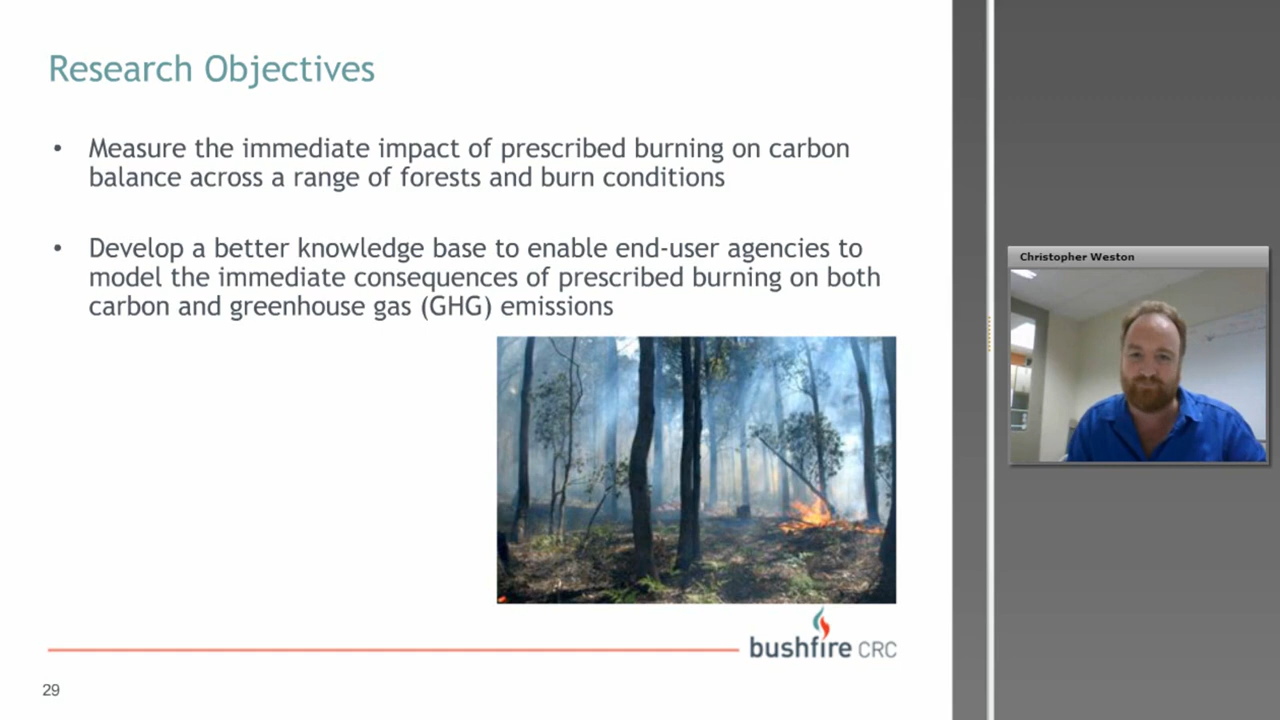 Research Objectives
• Measure the immediate impact of prescribed burning on carbon
balance across a range of forests and burn conditions
• Develop a better knowledge base to enable end-user agencies to
model the immediate consequences of prescribed burning on both
carbon and greenhouse gas (GHG) emissions
bushfire CRC
29
Christopher Weston